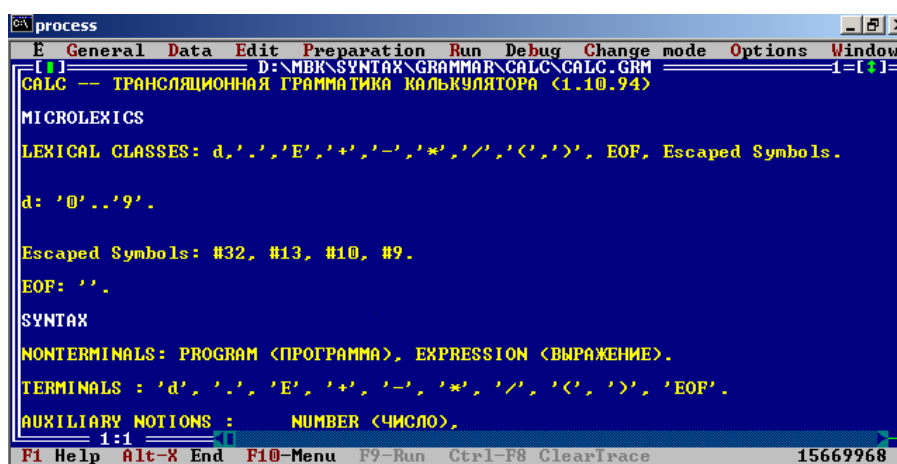 process
E General Data Edit Preparation Run Debug Change mode Options Window
[▮] D:\MBK\SYNTAX\GRAMMAR\CALC\CALC.GRM 1=[↕]
CALC -- ТРАНСЛЯЦИОННАЯ ГРАММАТИКА КАЛЬКУЛЯТОРА (1.10.94)
MICROLEXICS
LEXICAL CLASSES: d,'.','E','+','-','*','/','(',')', EOF, Escaped Symbols.
d: '0'..'9'.
Escaped Symbols: #32, #13, #10, #9.
EOF: ''.
SYNTAX
NONTERMINALS: PROGRAM (ПРОГРАММА), EXPRESSION (ВЫРАЖЕНИЕ).
TERMINALS : 'd', '.', 'E', '+', '-', '*', '/', '(', ')', 'EOF'.
AUXILIARY NOTIONS : NUMBER (ЧИСЛО),
1:1
F1 Help Alt-X End F10-Menu F9-Run Ctrl-F8 ClearTrace 15669968